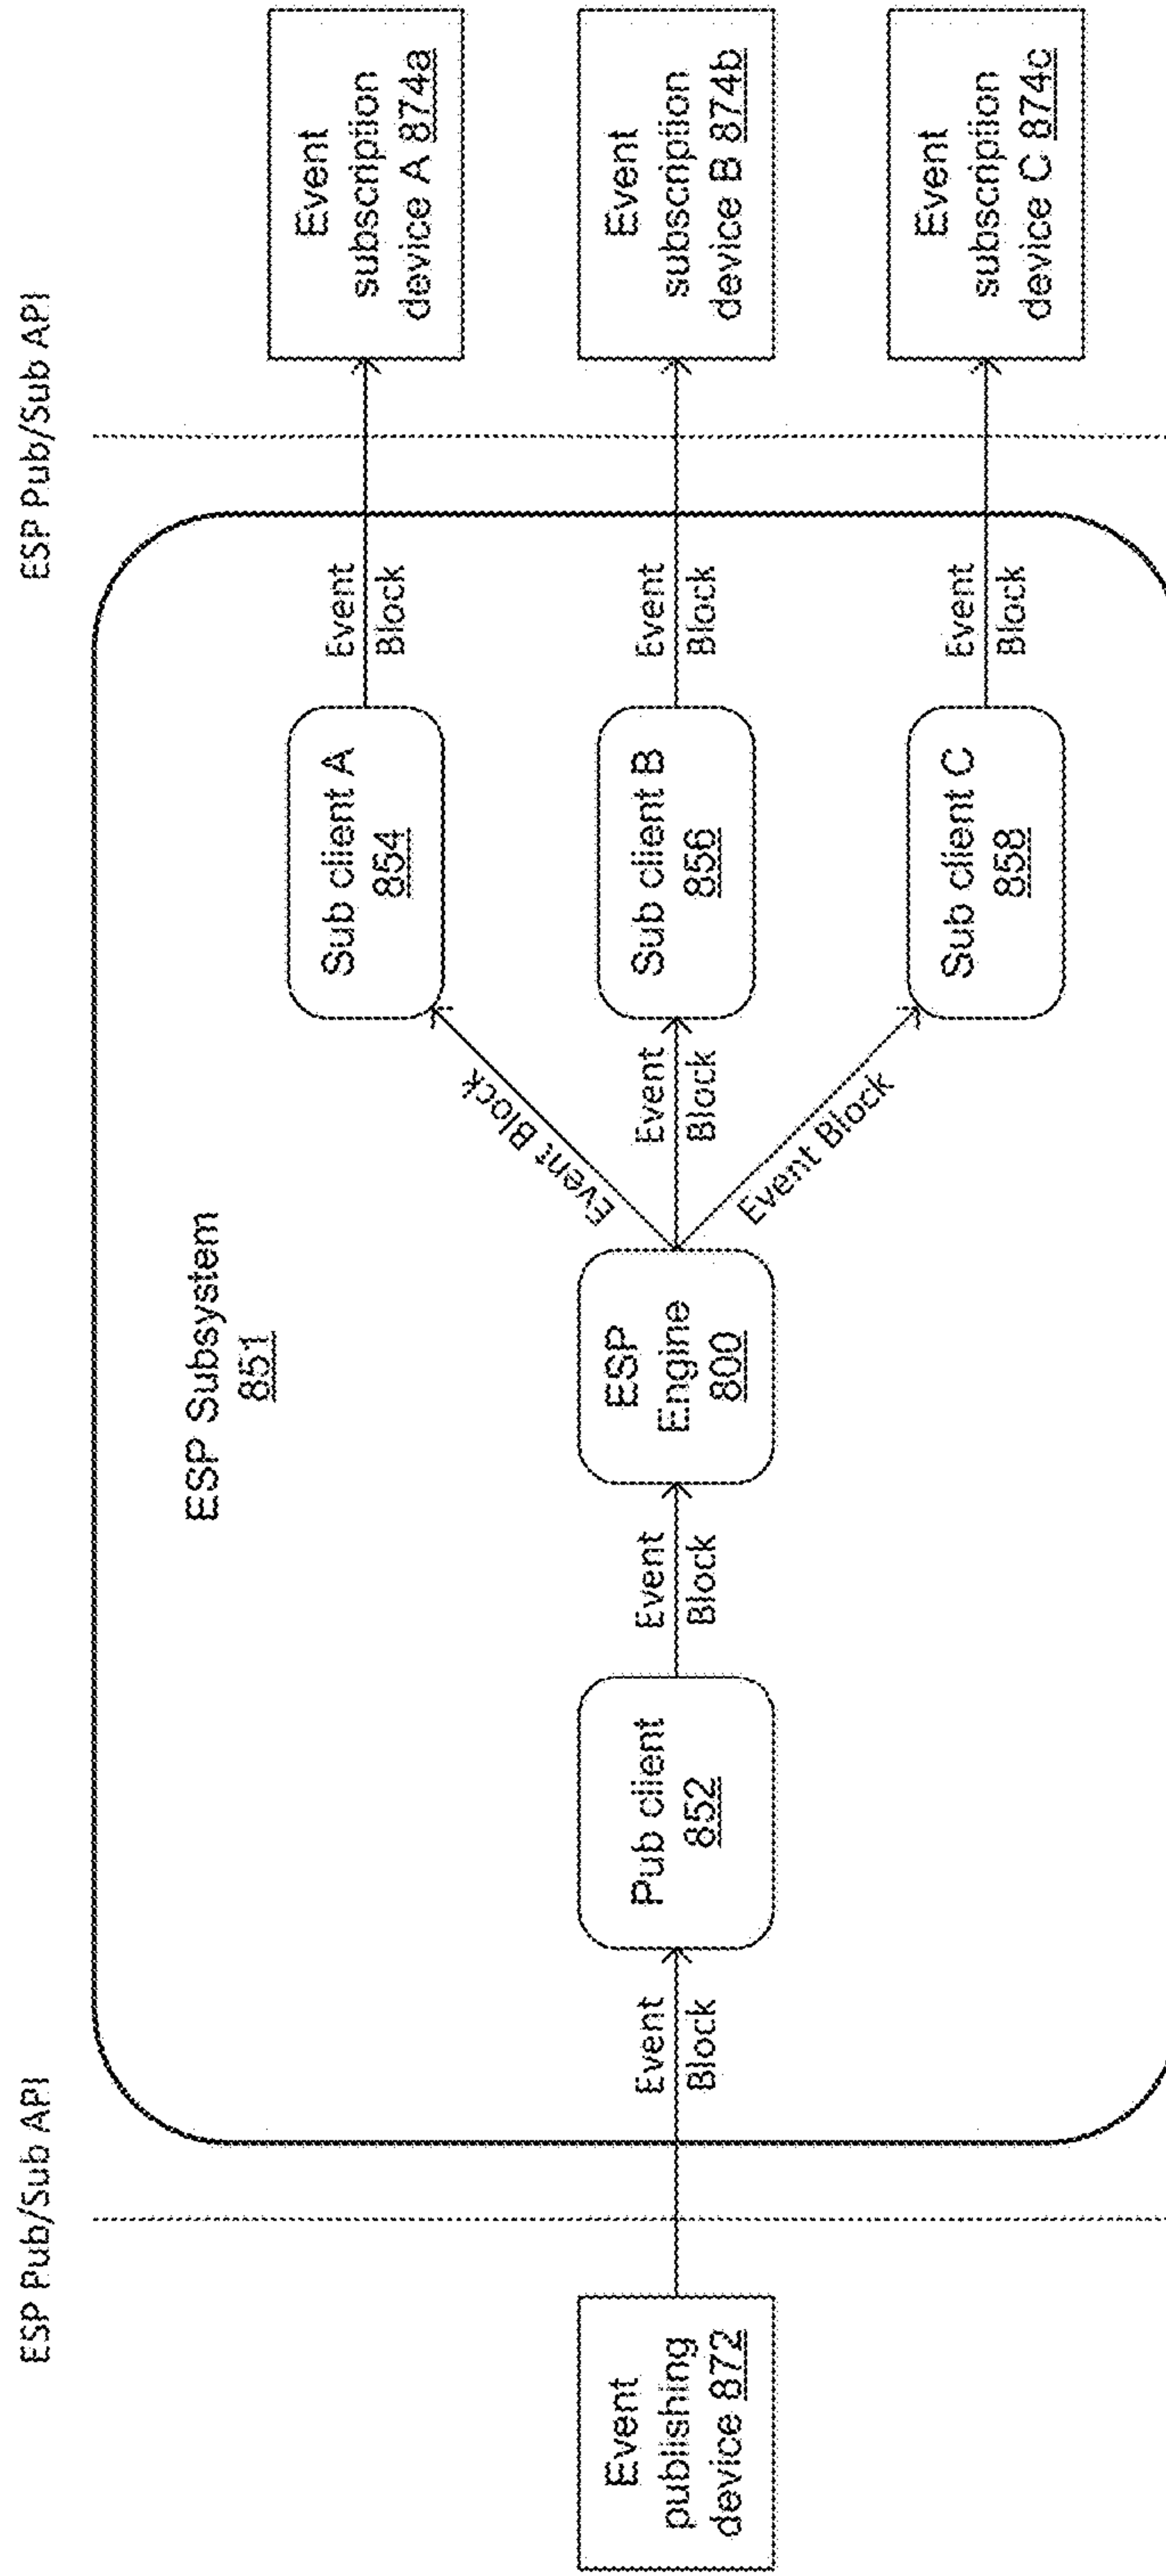 ESP Pub/Sub API
ESP Pub/Sub API
ESP Subsystem
851
Event
publishing
device 872
Event
Block
Pub client
852
Event
Block
ESP
Engine
800
Event Block
Event
Block
Event Block
Sub client A
854
Sub client B
856
Sub client C
858
Event
Block
Event
Block
Event
Block
Event
subscription
device A 874a
Event
subscription
device B 874b
Event
subscription
device C 874c